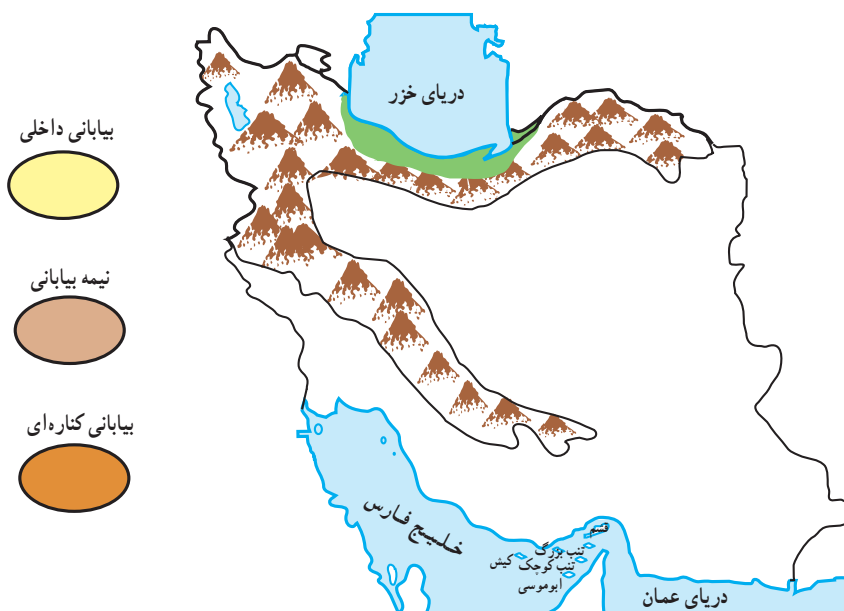 دریای خزر
بیابانی داخلی
نیمه بیابانی
بیابانی کناره‌ای
خلیج فارس
قشم
تنب بزرگ
تنب کوچک
کیش
ابوموسی
دریای عمان